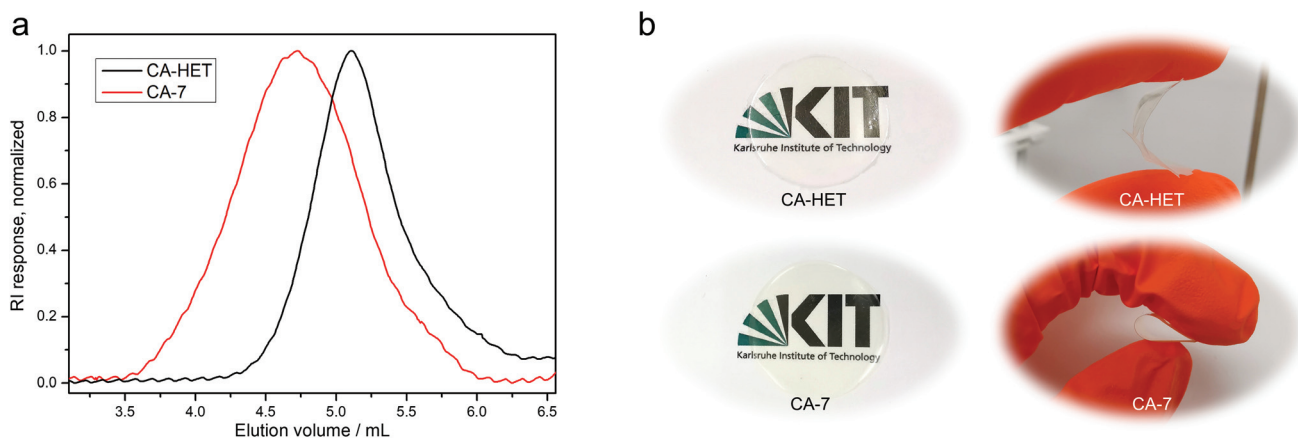 a
1.0
0.8
0.6
0.4
0.2
0.0
RI response, normalized
CA-HET
CA-7
3.5
4.0
4.5
5.0
5.5
6.0
6.5
Elution volume / mL
b
KIT
Karlsruhe Institute of Technology
CA-HET
CA-HET
KIT
Karlsruhe Institute of Technology
CA-7
CA-7